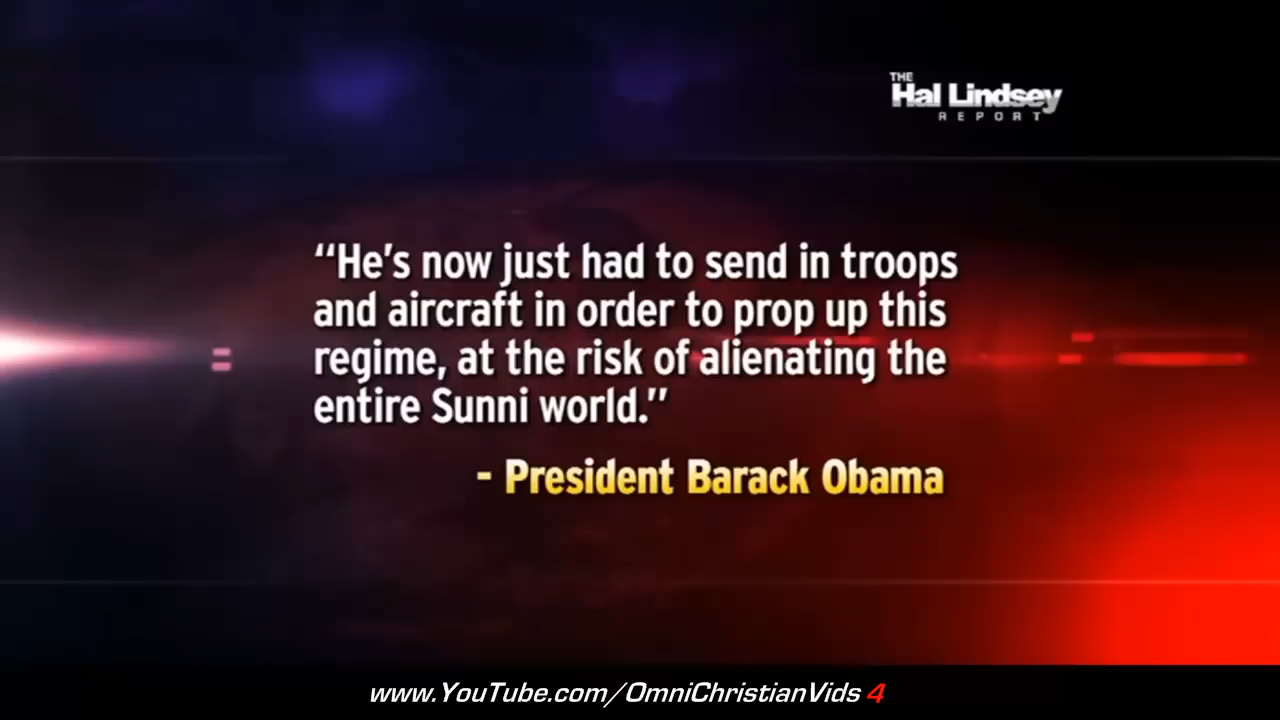 THE
Hal Lindsey
REPORT
“He’s now just had to send in troops
and aircraft in order to prop up this
regime, at the risk of alienating the
entire Sunni world.”
- President Barack Obama
www.YouTube.com/OmniChristianVids 4